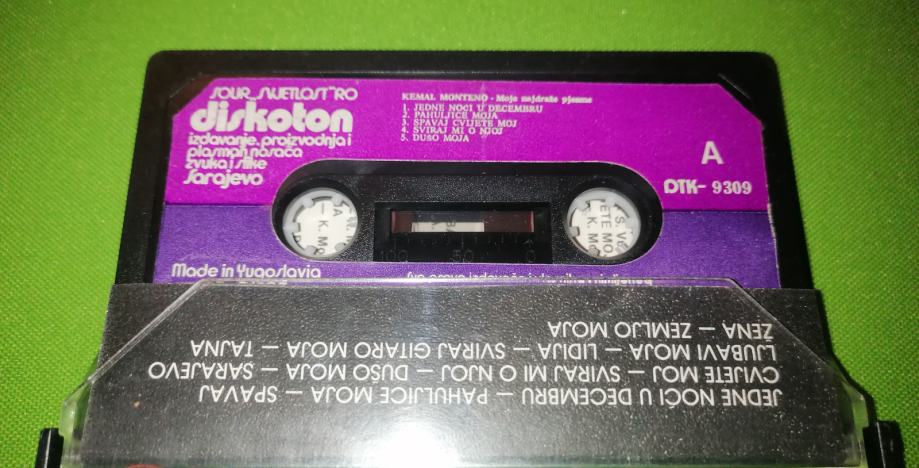 SOUR „SVJETLOST" RO
diskoton
izdavanje, proizvodnja i
plasman nosača
zvuka i slike
Sarajevo
KEMAL MONTENO - Moje najdraže pjesme
1. JEDNE NOĆI U DECEMBRU
2. PAHULJICE MOJA
3. SPAVAJ CVIJETE MOJ
4. SVIRAJ MI O NJOJ
5. DUŠO MOJA
A
DTK- 9309
100 50 0
Made in Yugoslavia
JEDNE NOĆI U DECEMBRU — PAHULJICE MOJA — SPAVAJ
CVIJETE MOJ — SVIRAJ MI O NJOJ — DUŠO MOJA — SARAJEVO
LJUBAVI MOJA — LIDIJA — SVIRAJ GITARO MOJA — TAJNA
ŽENA — ZEMLJO MOJA